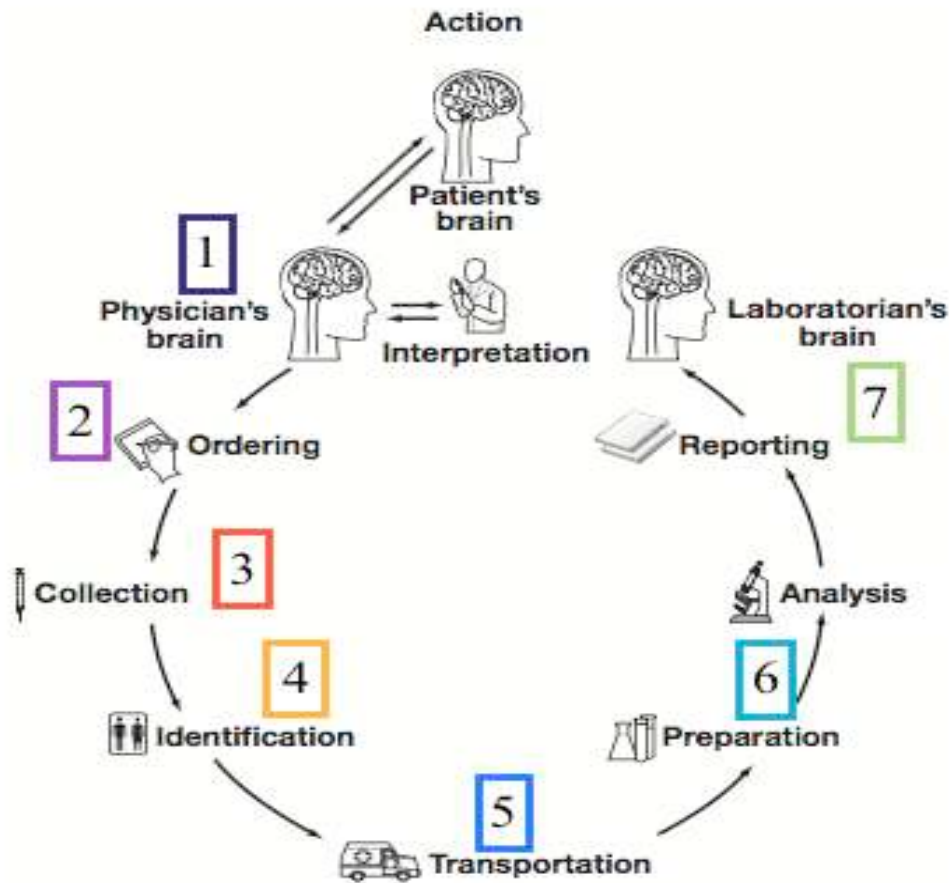 Action
Patient's
brain
1
Physician's
brain
Interpretation
Laboratorian's
brain
7
2
Ordering
Reporting
3
Collection
Analysis
4
Identification
6
Preparation
5
Transportation